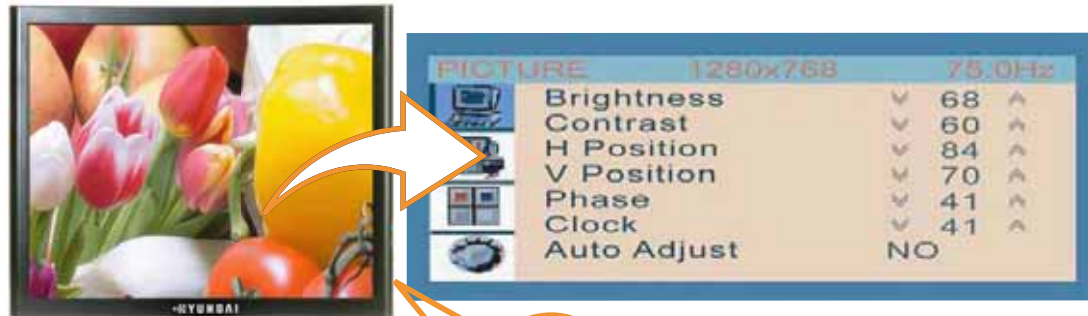 HYUNDAI
PICTURE 1280x768 75.0Hz
Brightness 68
Contrast 60
H Position 84
V Position 70
Phase 41
Clock 41
Auto Adjust NO